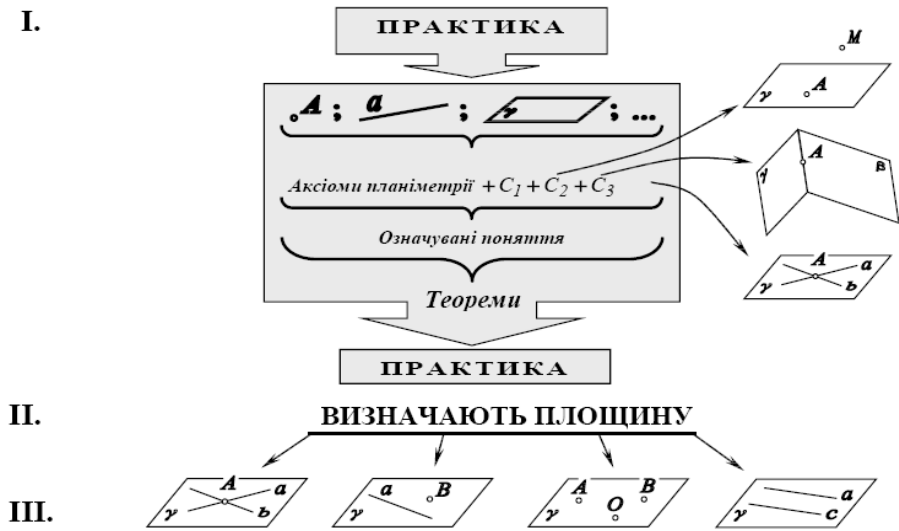 I.
ПРАКТИКА
M
γ A
A ; a ; γ ; ...
γ A β
Аксіоми планіметрії + C₁ + C₂ + C₃
Означувані поняття
A a
γ b
Теореми
ПРАКТИКА
II.
ВИЗНАЧАЮТЬ ПЛОЩИНУ
III.
A a γ b
a B γ
A B γ O
a γ c